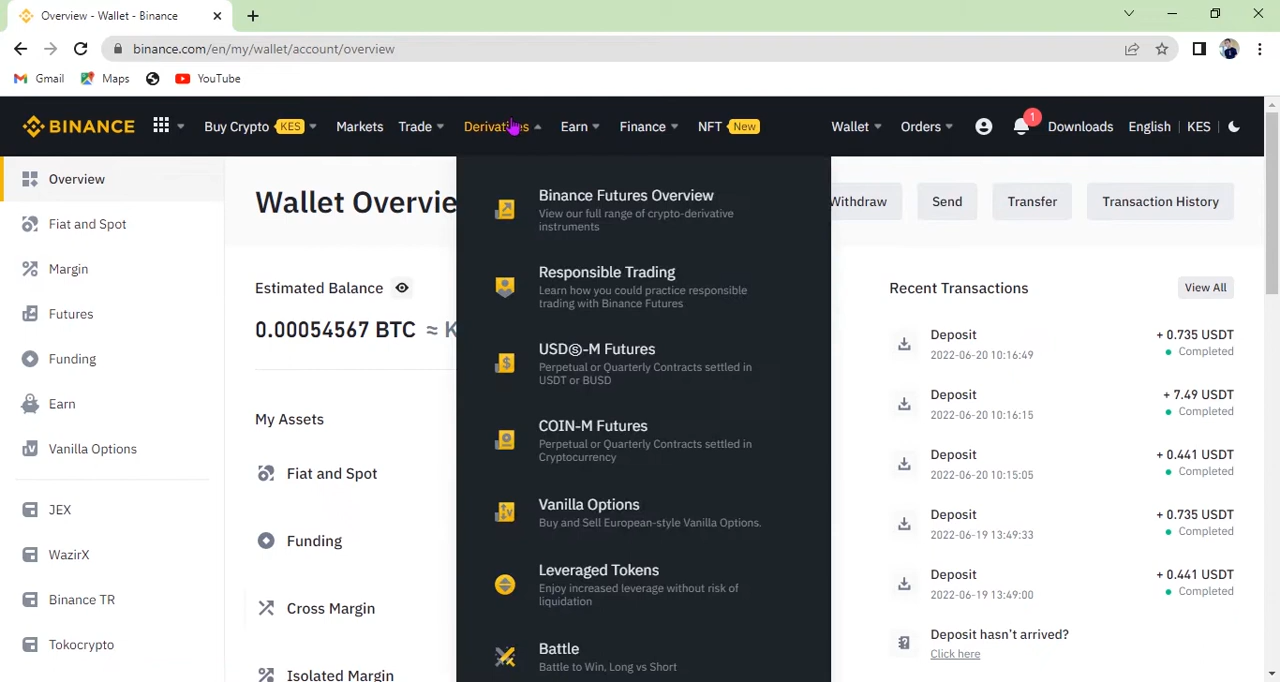 Overview - Wallet - Binance
binance.com/en/my/wallet/account/overview
Gmail Maps YouTube
BINANCE Buy Crypto KES Markets Trade Derivatives Earn Finance NFT New Wallet Orders 1 Downloads English KES
Overview
Fiat and Spot
Margin
Futures
Funding
Earn
Vanilla Options
JEX
WazirX
Binance TR
Tokocrypto
Wallet Overvie
Estimated Balance
0.00054567 BTC ≈ K
My Assets
Fiat and Spot
Funding
Cross Margin
Isolated Margin
Binance Futures Overview
View our full range of crypto-derivative
instruments
Responsible Trading
Learn how you could practice responsible
trading with Binance Futures
USDⓈ-M Futures
Perpetual or Quarterly Contracts settled in
USDT or BUSD
COIN-M Futures
Perpetual or Quarterly Contracts settled in
Cryptocurrency
Vanilla Options
Buy and Sell European-style Vanilla Options.
Leveraged Tokens
Enjoy increased leverage without risk of
liquidation
Battle
Battle to Win, Long vs Short
Withdraw Send Transfer Transaction History
Recent Transactions View All
Deposit + 0.735 USDT
2022-06-20 10:16:49 Completed
Deposit + 7.49 USDT
2022-06-20 10:16:15 Completed
Deposit + 0.441 USDT
2022-06-20 10:15:05 Completed
Deposit + 0.735 USDT
2022-06-19 13:49:33 Completed
Deposit + 0.441 USDT
2022-06-19 13:49:00 Completed
Deposit hasn't arrived?
Click here